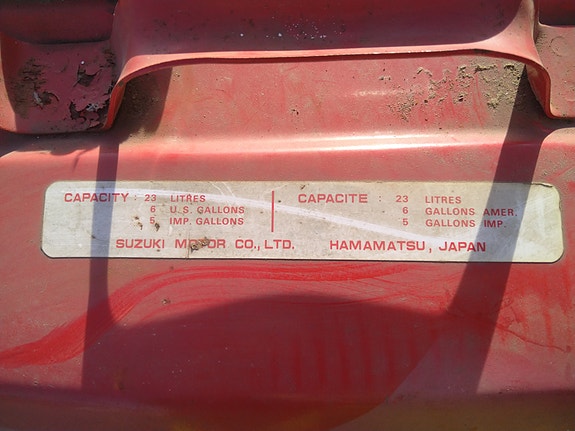 CAPACITY : 23 LITRES
6 U.S. GALLONS
5 IMP. GALLONS
CAPACITE : 23 LITRES
6 GALLONS AMER.
5 GALLONS IMP.
SUZUKI MOTOR CO., LTD. HAMAMATSU, JAPAN